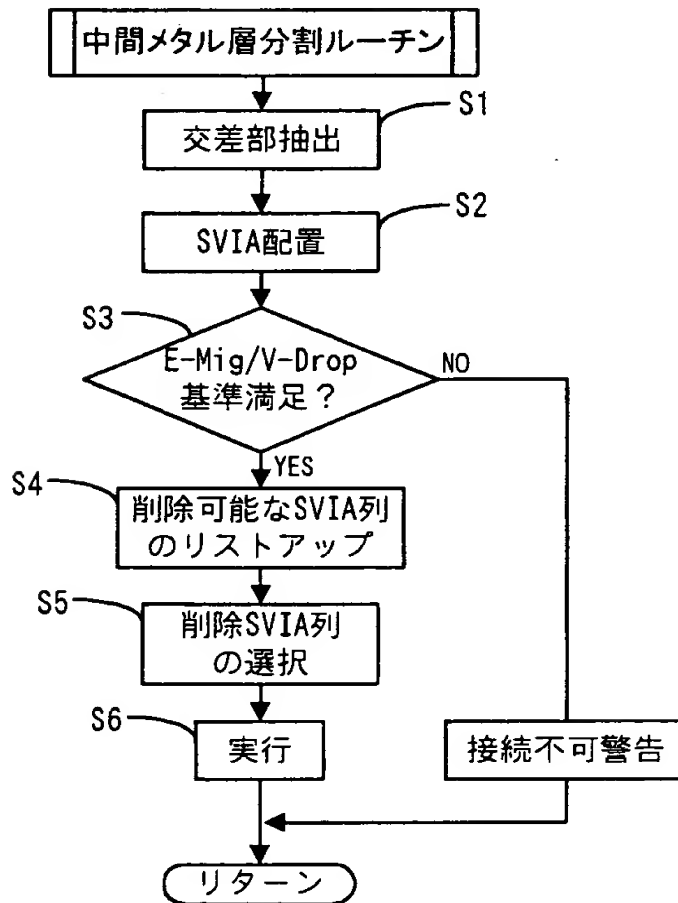 中間メタル層分割ルーチン
S1
交差部抽出
S2
SVIA配置
S3
E-Mig/V-Drop
基準満足？
NO
YES
S4
削除可能なSVIA列
のリストアップ
S5
削除SVIA列
の選択
S6
実行
接続不可警告
リターン